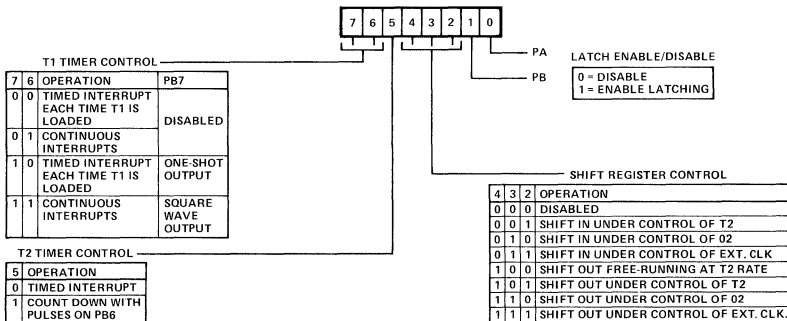 7 6 5 4 3 2 1 0
PA
PB
LATCH ENABLE/DISABLE
0 = DISABLE
1 = ENABLE LATCHING
T1 TIMER CONTROL
7 6 OPERATION PB7
0 0 TIMED INTERRUPT
EACH TIME T1 IS
LOADED
DISABLED
0 1 CONTINUOUS
INTERRUPTS
1 0 TIMED INTERRUPT ONE-SHOT
EACH TIME T1 IS OUTPUT
LOADED
1 1 CONTINUOUS SQUARE
INTERRUPTS WAVE
OUTPUT
T2 TIMER CONTROL
5 OPERATION
0 TIMED INTERRUPT
1 COUNT DOWN WITH
PULSES ON PB6
SHIFT REGISTER CONTROL
4 3 2 OPERATION
0 0 0 DISABLED
0 0 1 SHIFT IN UNDER CONTROL OF T2
0 1 0 SHIFT IN UNDER CONTROL OF 02
0 1 1 SHIFT IN UNDER CONTROL OF EXT. CLK
1 0 0 SHIFT OUT FREE-RUNNING AT T2 RATE
1 0 1 SHIFT OUT UNDER CONTROL OF T2
1 1 0 SHIFT OUT UNDER CONTROL OF 02
1 1 1 SHIFT OUT UNDER CONTROL OF EXT. CLK.